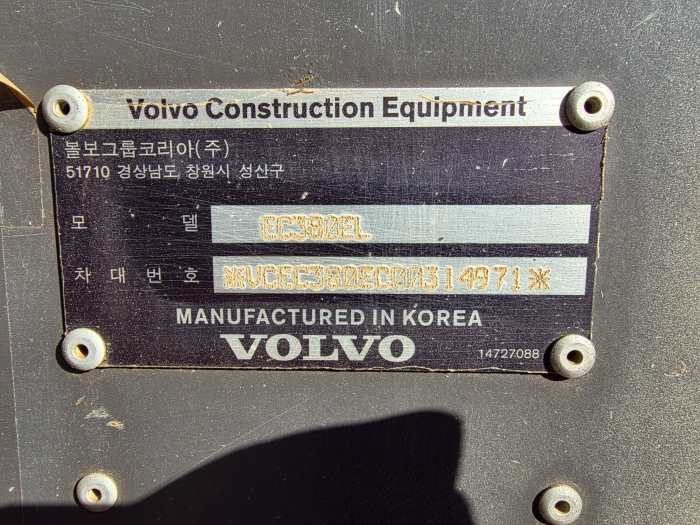 Volvo Construction Equipment
볼보그룹코리아(주)
51710 경상남도 창원시 성산구
모 델 EC380EL
차 대 번 호 *VCEC380EC00314971*
MANUFACTURED IN KOREA
VOLVO
14727088